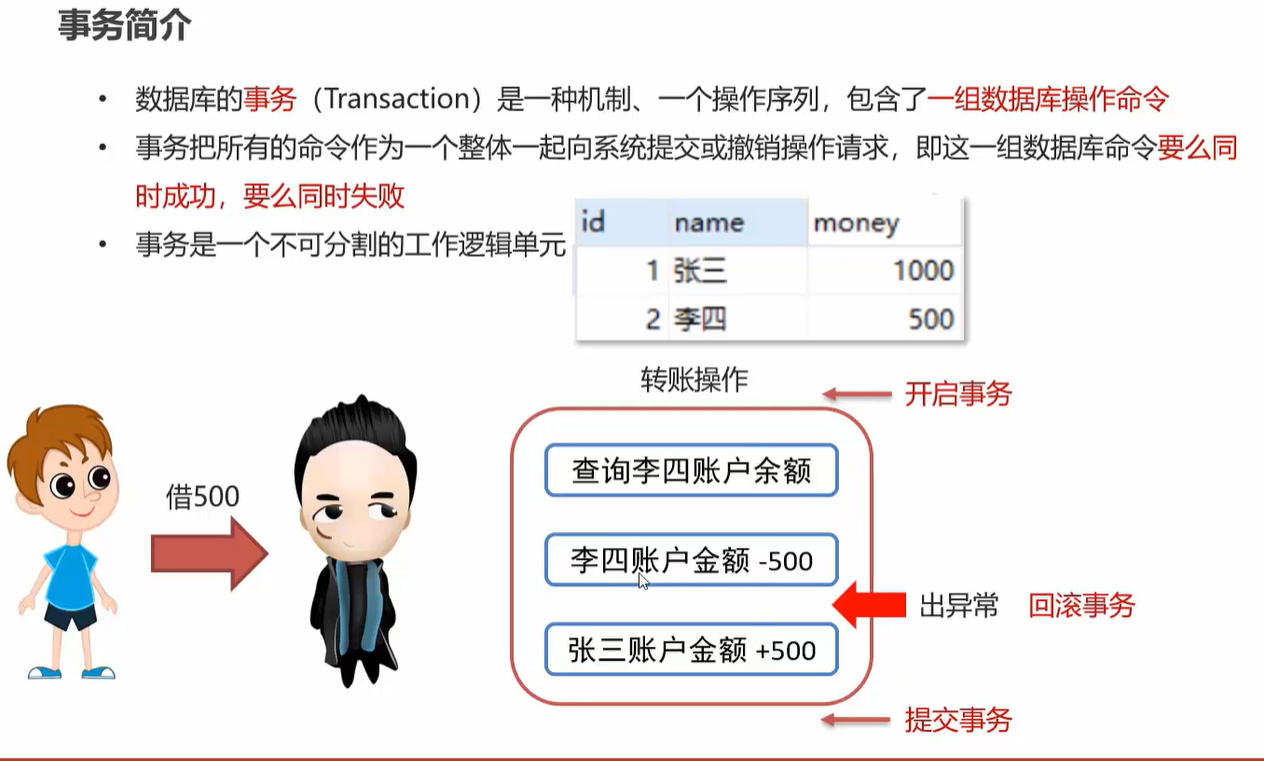 事务简介
• 数据库的事务（Transaction）是一种机制、一个操作序列，包含了一组数据库操作命令
• 事务把所有的命令作为一个整体一起向系统提交或撤销操作请求，即这一组数据库命令要么同
时成功，要么同时失败
• 事务是一个不可分割的工作逻辑单元
id name money
1 张三 1000
2 李四 500
转账操作
开启事务
借500
查询李四账户余额
李四账户金额 -500
出异常 回滚事务
张三账户金额 +500
提交事务